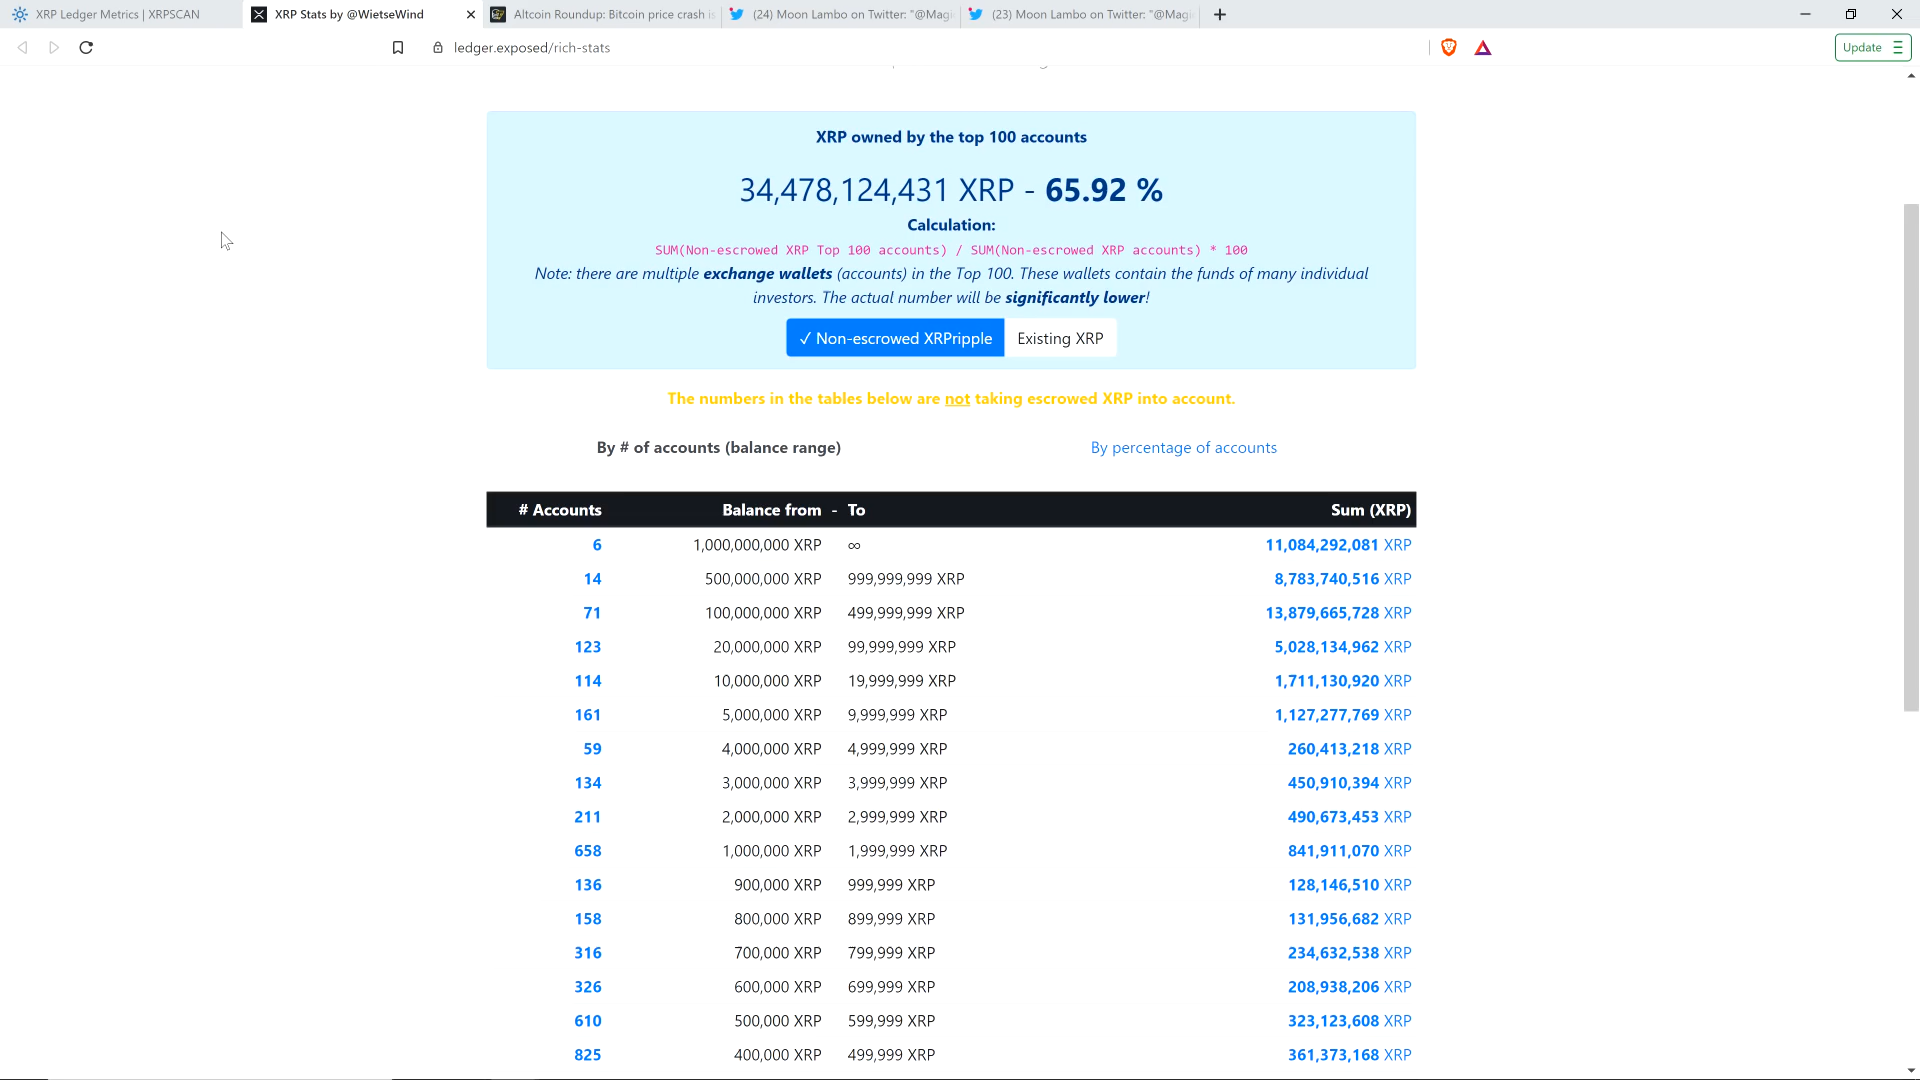 XRP Ledger Metrics | XRPSCAN
XRP Stats by @WietseWind
Altcoin Roundup: Bitcoin price crash is
(24) Moon Lambo on Twitter: "@Magi
(23) Moon Lambo on Twitter: "@Magi
ledger.exposed/rich-stats
Update
XRP owned by the top 100 accounts
34,478,124,431 XRP - 65.92 %
Calculation:
SUM(Non-escrowed XRP Top 100 accounts) / SUM(Non-escrowed XRP accounts) * 100
Note: there are multiple exchange wallets (accounts) in the Top 100. These wallets contain the funds of many individual
investors. The actual number will be significantly lower!
✓ Non-escrowed XRPripple Existing XRP
The numbers in the tables below are not taking escrowed XRP into account.
By # of accounts (balance range) By percentage of accounts
# Accounts Balance from - To Sum (XRP)
6 1,000,000,000 XRP ∞ 11,084,292,081 XRP
14 500,000,000 XRP 999,999,999 XRP 8,783,740,516 XRP
71 100,000,000 XRP 499,999,999 XRP 13,879,665,728 XRP
123 20,000,000 XRP 99,999,999 XRP 5,028,134,962 XRP
114 10,000,000 XRP 19,999,999 XRP 1,711,130,920 XRP
161 5,000,000 XRP 9,999,999 XRP 1,127,277,769 XRP
59 4,000,000 XRP 4,999,999 XRP 260,413,218 XRP
134 3,000,000 XRP 3,999,999 XRP 450,910,394 XRP
211 2,000,000 XRP 2,999,999 XRP 490,673,453 XRP
658 1,000,000 XRP 1,999,999 XRP 841,911,070 XRP
136 900,000 XRP 999,999 XRP 128,146,510 XRP
158 800,000 XRP 899,999 XRP 131,956,682 XRP
316 700,000 XRP 799,999 XRP 234,632,538 XRP
326 600,000 XRP 699,999 XRP 208,938,206 XRP
610 500,000 XRP 599,999 XRP 323,123,608 XRP
825 400,000 XRP 499,999 XRP 361,373,168 XRP